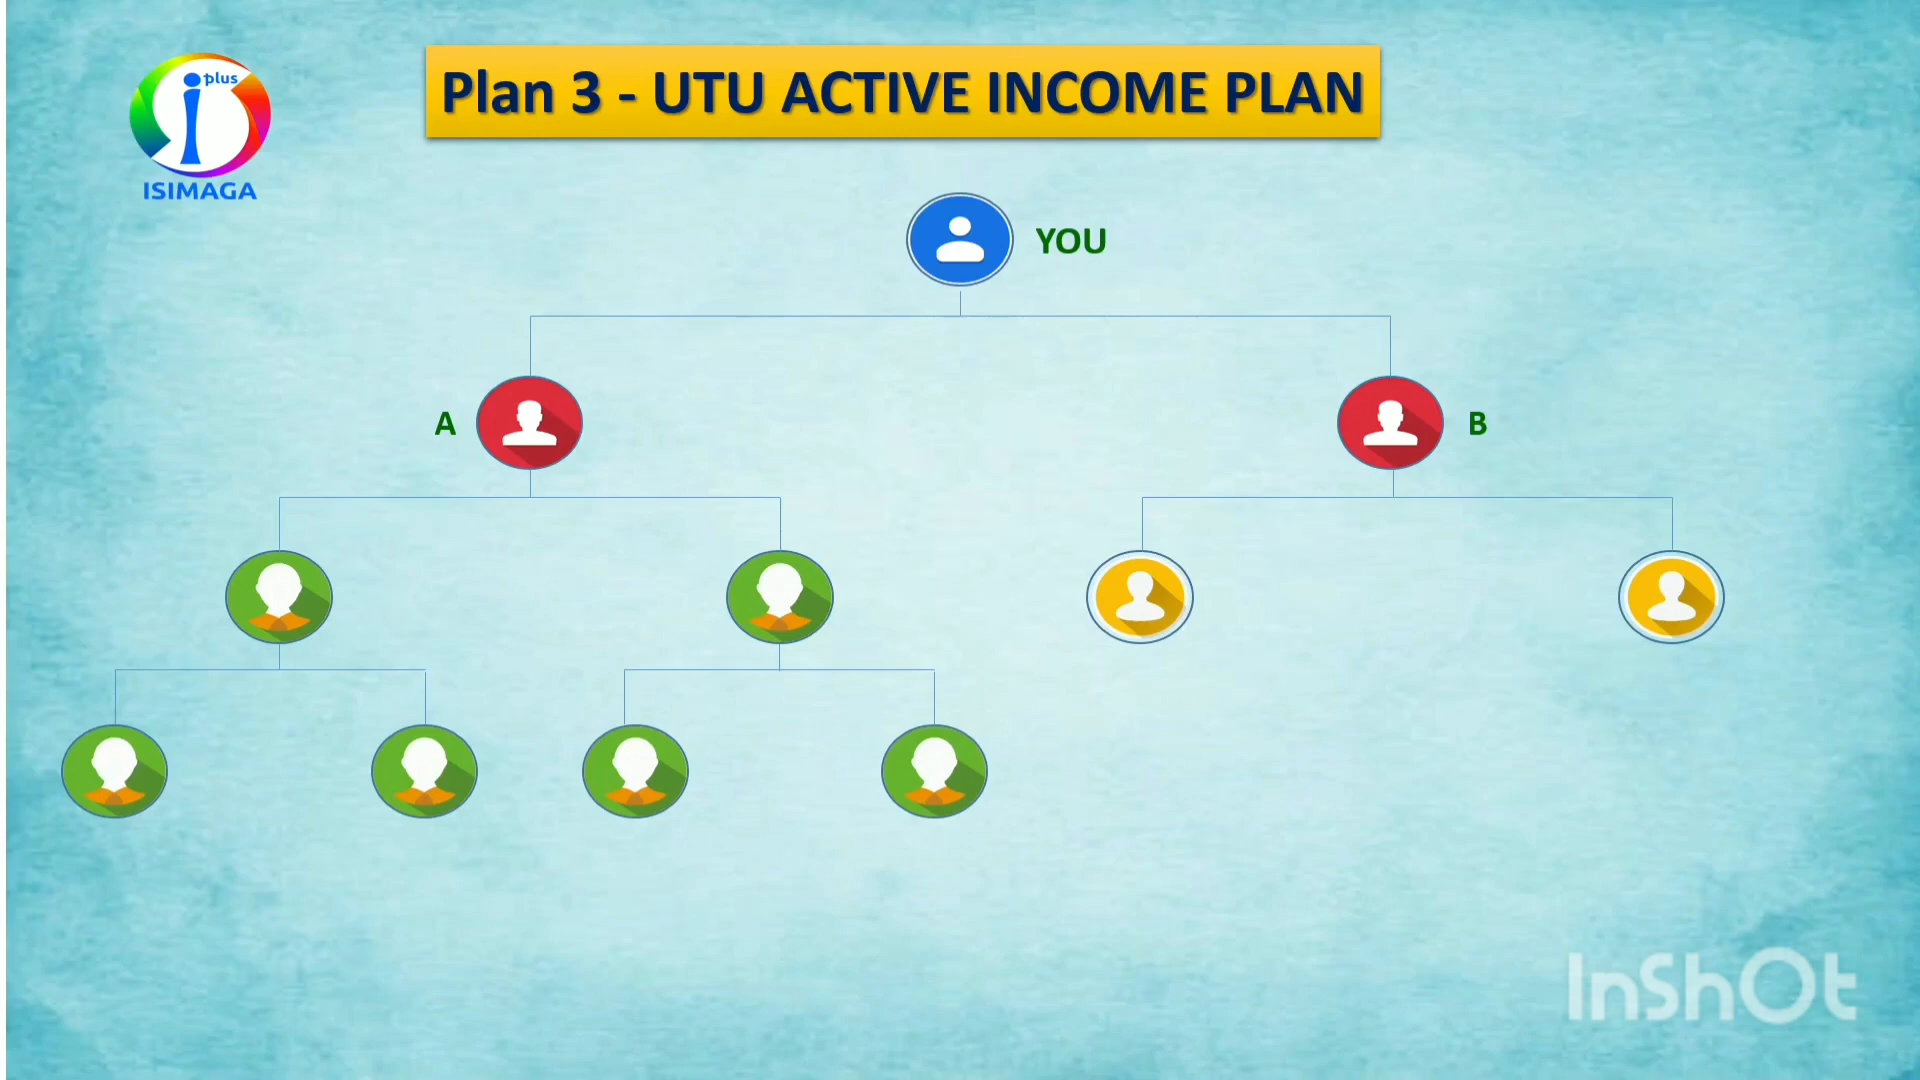 plus
ISIMAGA
Plan 3 - UTU ACTIVE INCOME PLAN
YOU
A
B
InShOt